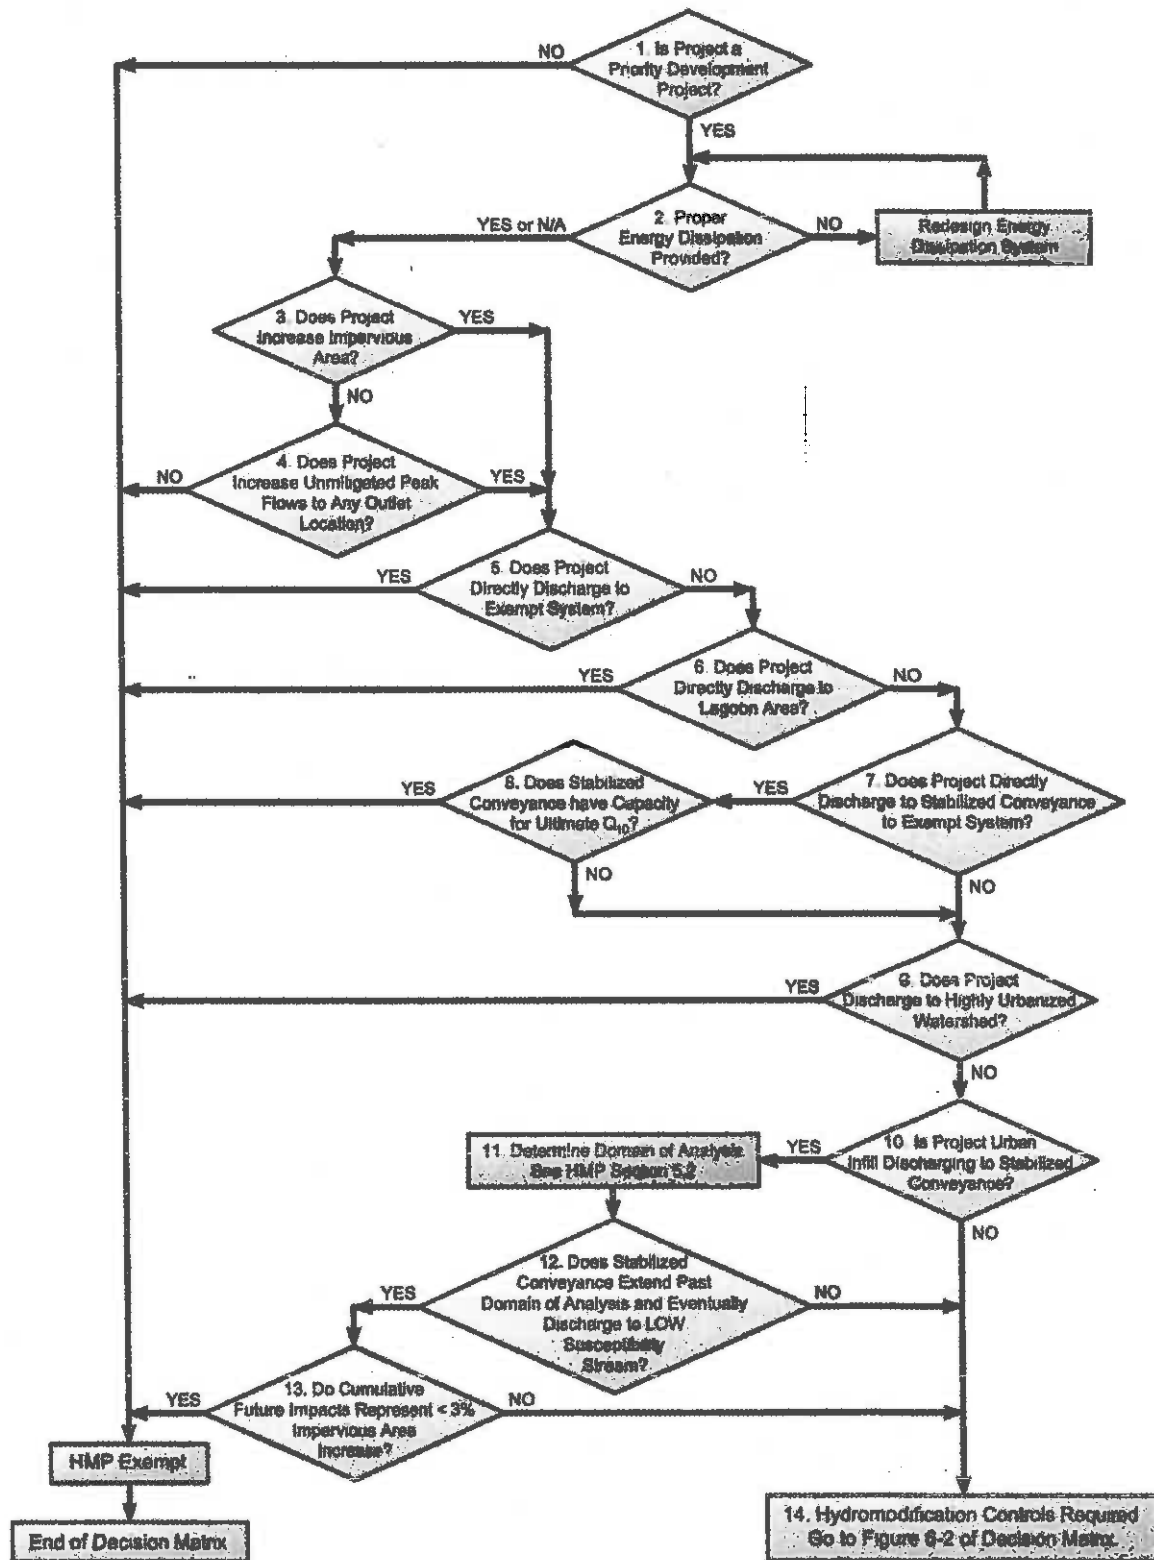 NO
1. Is Project a
Priority Development
Project?
YES
YES or N/A
2. Proper
Energy Dissipation
Provided?
NO
Redesign Energy
Dissipation System
3. Does Project
Increase Impervious
Area?
YES
NO
NO
4. Does Project
Increase Unmitigated Peak
Flows to Any Outlet
Location?
YES
YES
5. Does Project
Directly Discharge to
Exempt System?
NO
YES
6. Does Project
Directly Discharge to
Lagoon Area?
NO
YES
8. Does Stabilized
Conveyance have Capacity
for Ultimate Q10?
YES
7. Does Project Directly
Discharge to Stabilized Conveyance
to Exempt System?
NO
NO
YES
9. Does Project
Discharge to Highly Urbanized
Watershed?
NO
11. Determine Domain of Analysis
See HMP Section 5.2
YES
10. Is Project Urban
Infill Discharging to Stabilized
Conveyance?
NO
YES
12. Does Stabilized
Conveyance Extend Past
Domain of Analysis and Eventually
Discharge to LOW
Susceptibility
Stream?
NO
YES
13. Do Cumulative
Future Impacts Represent < 3%
Impervious Area
Increase?
NO
HMP Exempt
End of Decision Matrix
14. Hydromodification Controls Required
Go to Figure 6-2 of Decision Matrix.